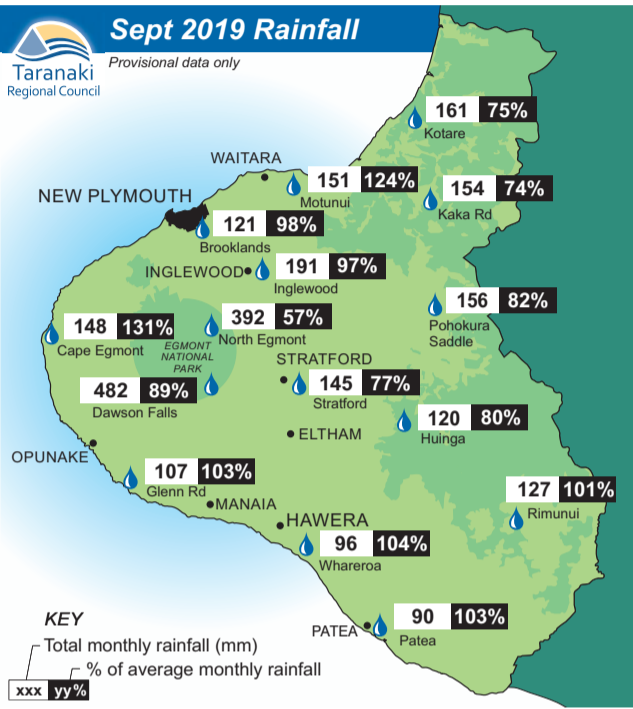 Taranaki
Regional Council
Sept 2019 Rainfall
Provisional data only
161 75%
Kotare
WAITARA
151 124%
Motunui
154 74%
Kaka Rd
NEW PLYMOUTH
121 98%
Brooklands
INGLEWOOD
191 97%
Inglewood
156 82%
Pohokura
Saddle
148 131%
Cape Egmont
392 57%
North Egmont
EGMONT
NATIONAL
PARK
STRATFORD
482 89%
Dawson Falls
145 77%
Stratford
120 80%
Huinga
ELTHAM
OPUNAKE
107 103%
Glenn Rd
MANAIA
127 101%
Rimunui
HAWERA
96 104%
Whareroa
PATEA
90 103%
Patea
KEY
Total monthly rainfall (mm)
% of average monthly rainfall
xxx yy%